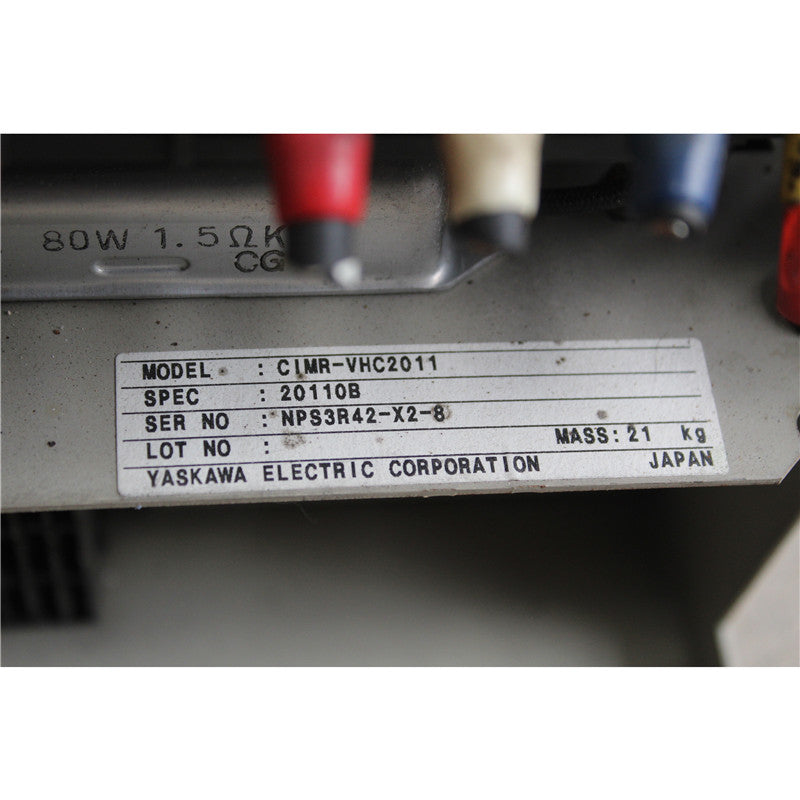 80W 1.5ΩK
CG
MODEL : CIMR-VHC2011
SPEC : 20110B
SER NO : NPS3R42-X2-8
LOT NO :
MASS: 21 kg
YASKAWA ELECTRIC CORPORATION JAPAN